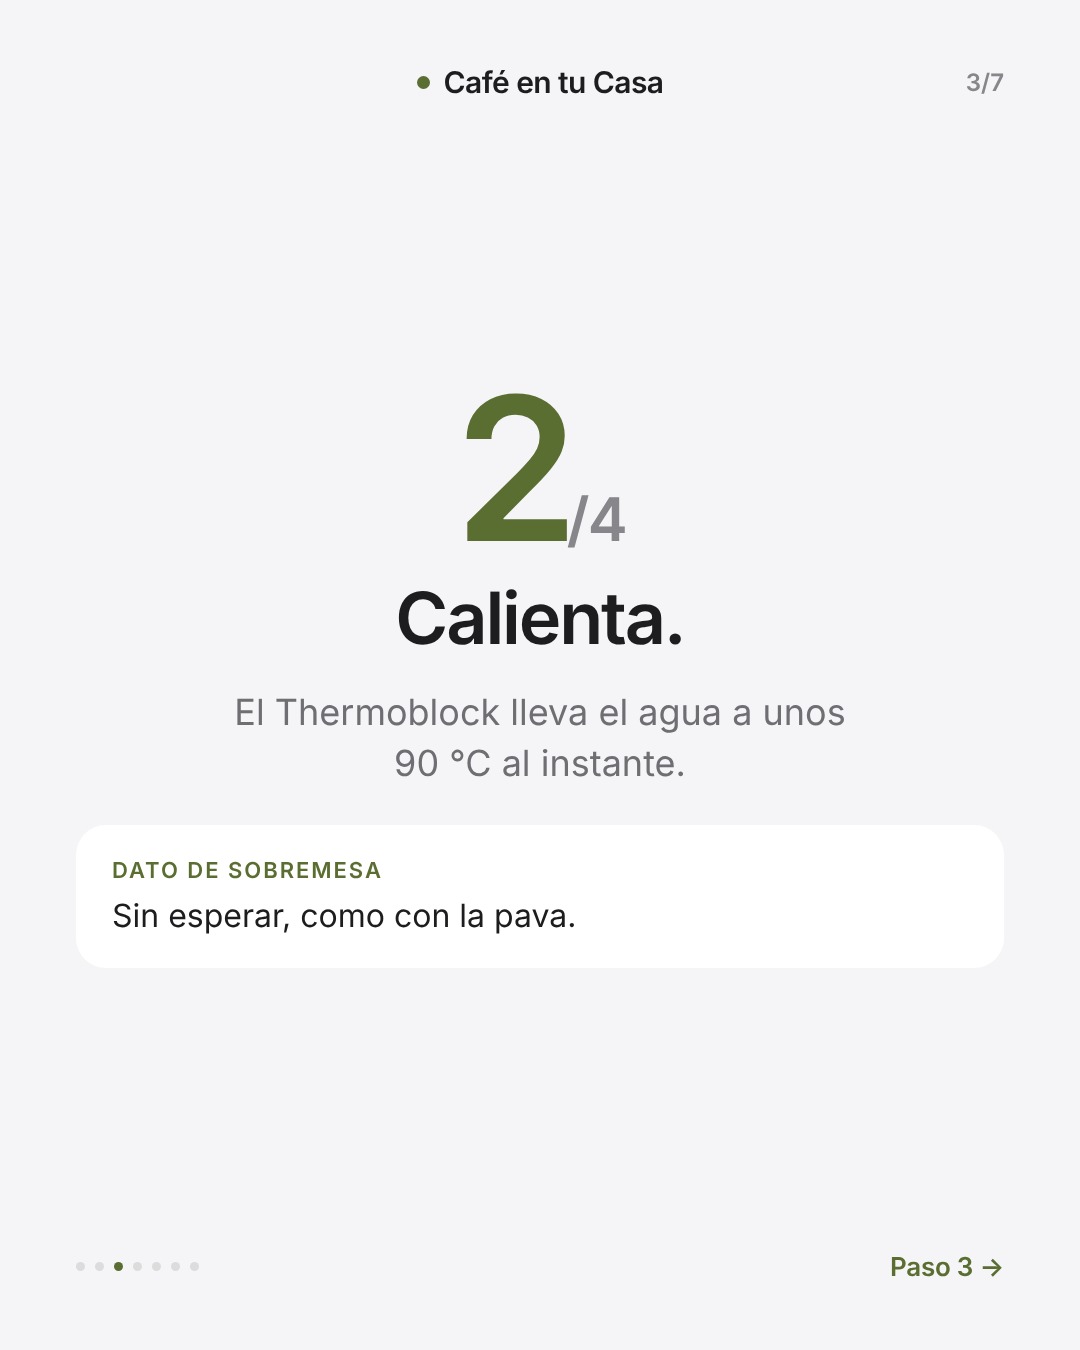 Café en tu Casa
3/7
2/4
Calienta.
El Thermoblock lleva el agua a unos
90 °C al instante.
DATO DE SOBREMESA
Sin esperar, como con la pava.
Paso 3 →